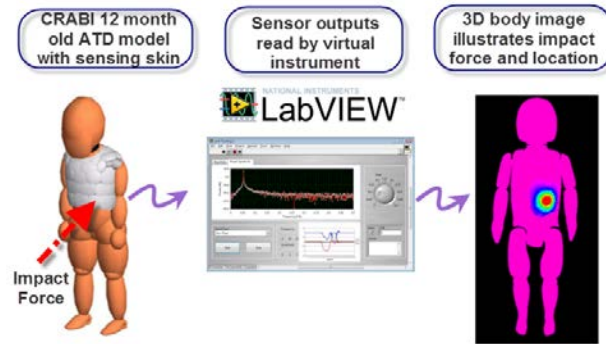 CRABI 12 month
old ATD model
with sensing skin
Sensor outputs
read by virtual
instrument
3D body image
illustrates impact
force and location
NATIONAL INSTRUMENTS
LabVIEW™
Impact
Force